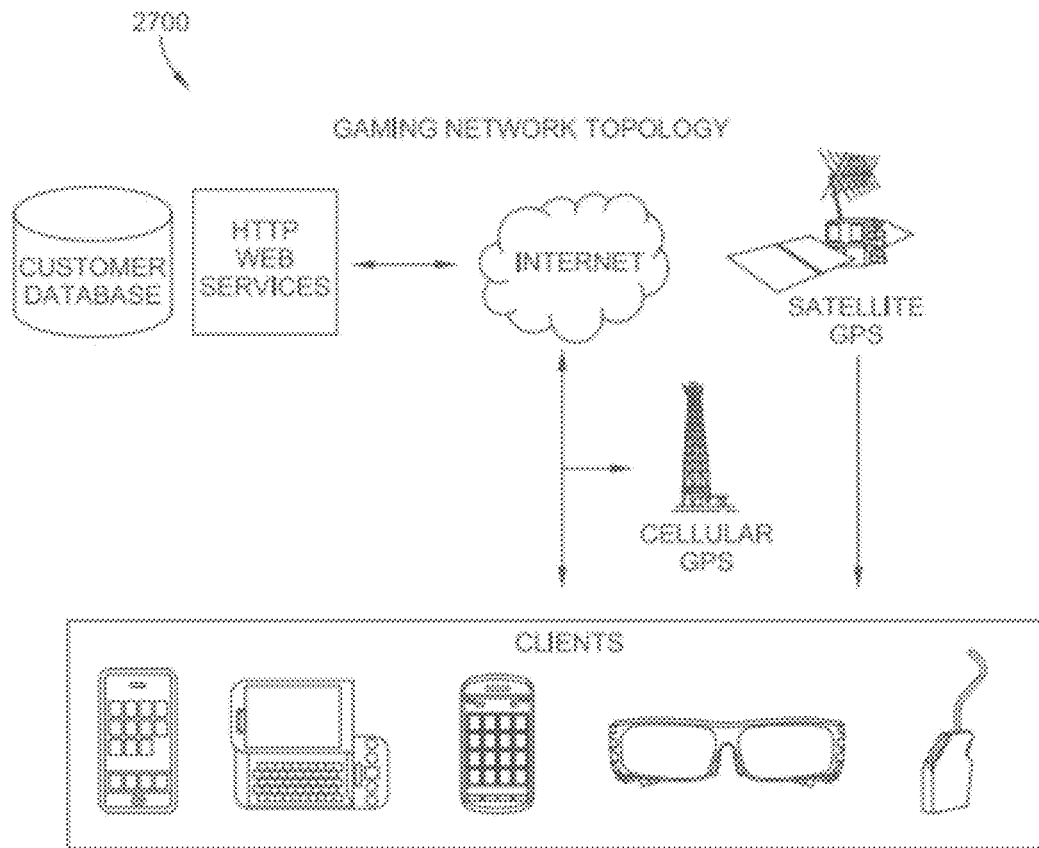 2700
GAMING NETWORK TOPOLOGY
CUSTOMER
DATABASE
HTTP
WEB
SERVICES
INTERNET
SATELLITE
GPS
CELLULAR
GPS
CLIENTS